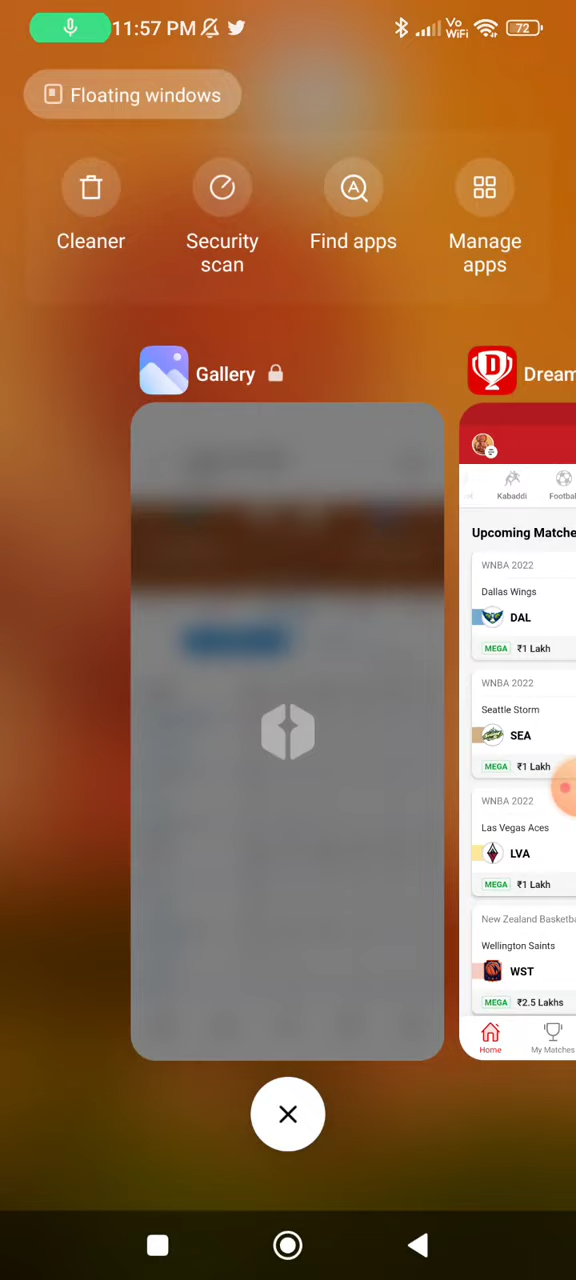 11:57 PM
Vo
WiFi
72
Floating windows
Cleaner
Security
scan
Find apps
Manage
apps
Gallery
Dream
Kabaddi
Footbal
Upcoming Matche
WNBA 2022
Dallas Wings
DAL
MEGA ₹1 Lakh
WNBA 2022
Seattle Storm
SEA
MEGA ₹1 Lakh
WNBA 2022
Las Vegas Aces
LVA
MEGA ₹1 Lakh
New Zealand Basketba
Wellington Saints
WST
MEGA ₹2.5 Lakhs
Home
My Matches